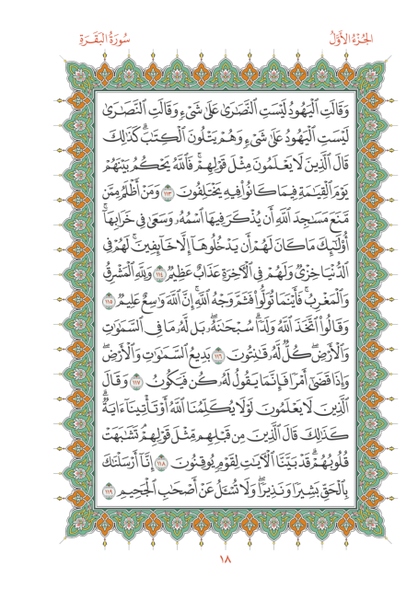 الجُزْءُ الأَوَّلُ
سُورَةُ البَقَرَةِ
وَقَالَتِ ٱلْيَهُودُ لَيْسَتِ ٱلنَّصَٰرَىٰ عَلَىٰ شَىْءٍ وَقَالَتِ ٱلنَّصَٰرَىٰ
لَيْسَتِ ٱلْيَهُودُ عَلَىٰ شَىْءٍ وَهُمْ يَتْلُونَ ٱلْكِتَٰبَ ۗ كَذَٰلِكَ
قَالَ ٱلَّذِينَ لَا يَعْلَمُونَ مِثْلَ قَوْلِهِمْ ۚ فَٱللَّهُ يَحْكُمُ بَيْنَهُمْ
يَوْمَ ٱلْقِيَٰمَةِ فِيمَا كَانُوا۟ فِيهِ يَخْتَلِفُونَ ١١٣ وَمَنْ أَظْلَمُ مِمَّن
مَّنَعَ مَسَٰجِدَ ٱللَّهِ أَن يُذْكَرَ فِيهَا ٱسْمُهُۥ وَسَعَىٰ فِى خَرَابِهَآ ۚ
أُو۟لَٰٓئِكَ مَا كَانَ لَهُمْ أَن يَدْخُلُوهَآ إِلَّا خَآئِفِينَ ۚ لَهُمْ فِى
ٱلدُّنْيَا خِزْىٌ وَلَهُمْ فِى ٱلْءَاخِرَةِ عَذَابٌ عَظِيمٌ ١١٤ وَلِلَّهِ ٱلْمَشْرِقُ
وَٱلْمَغْرِبُ ۚ فَأَيْنَمَا تُوَلُّوا۟ فَثَمَّ وَجْهُ ٱللَّهِ ۚ إِنَّ ٱللَّهَ وَٰسِعٌ عَلِيمٌ ١١٥
وَقَالُوا۟ ٱتَّخَذَ ٱللَّهُ وَلَدًا ۗ سُبْحَٰنَهُۥ ۖ بَل لَّهُۥ مَا فِى ٱلسَّمَٰوَٰتِ
وَٱلْأَرْضِ ۖ كُلٌّ لَّهُۥ قَٰنِتُونَ ١١٦ بَدِيعُ ٱلسَّمَٰوَٰتِ وَٱلْأَرْضِ ۖ
وَإِذَا قَضَىٰٓ أَمْرًا فَإِنَّمَا يَقُولُ لَهُۥ كُن فَيَكُونُ ١١٧ وَقَالَ
ٱلَّذِينَ لَا يَعْلَمُونَ لَوْلَا يُكَلِّمُنَا ٱللَّهُ أَوْ تَأْتِينَآ ءَايَةٌ ۗ
كَذَٰلِكَ قَالَ ٱلَّذِينَ مِن قَبْلِهِم مِّثْلَ قَوْلِهِمْ ۘ تَشَٰبَهَتْ
قُلُوبُهُمْ ۗ قَدْ بَيَّنَّا ٱلْءَايَٰتِ لِقَوْمٍ يُوقِنُونَ ١١٨ إِنَّآ أَرْسَلْنَٰكَ
بِٱلْحَقِّ بَشِيرًا وَنَذِيرًا ۖ وَلَا تُسْـَٔلُ عَنْ أَصْحَٰبِ ٱلْجَحِيمِ ١١٩
١٨